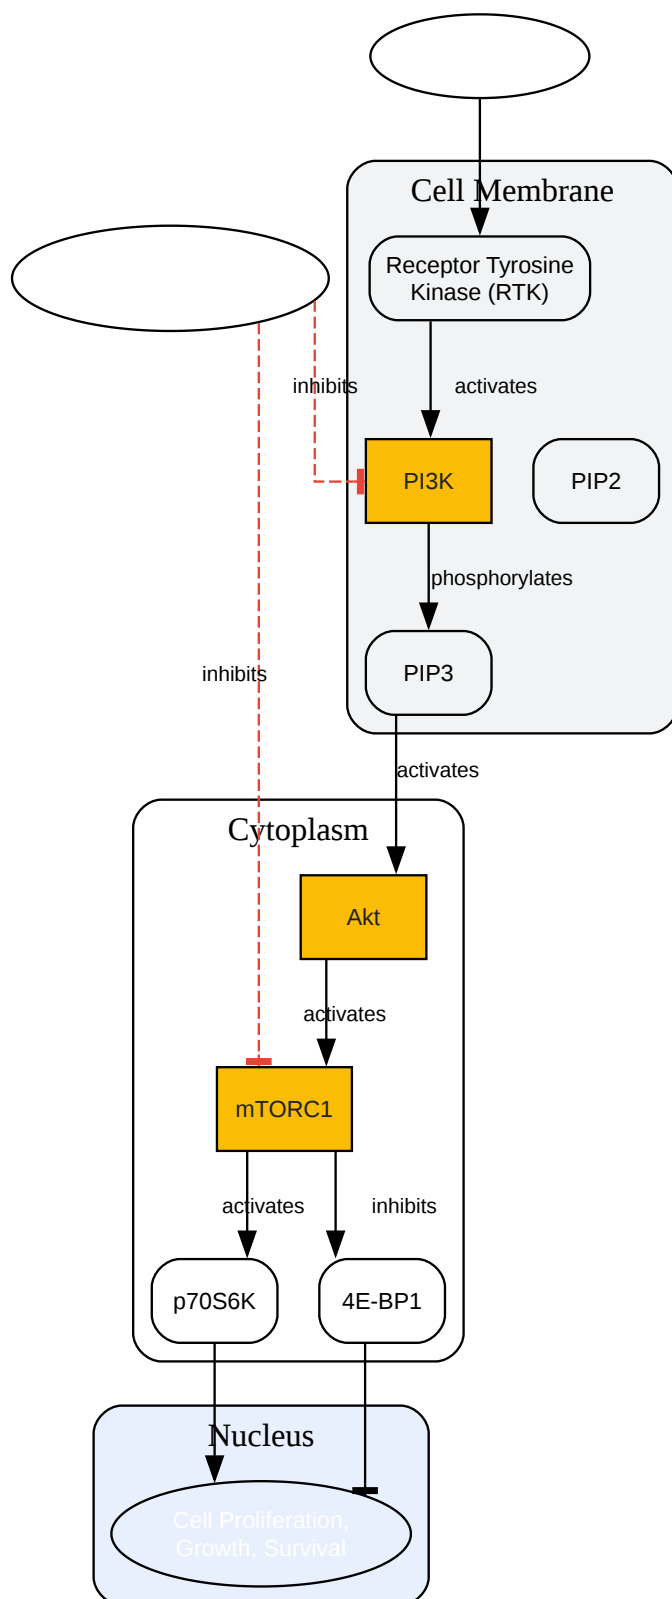 Cell Membrane
Receptor Tyrosine
Kinase (RTK)
inhibits
activates
PI3K
PIP2
phosphorylates
inhibits
PIP3
activates
Cytoplasm
Akt
activates
mTORC1
activates
inhibits
p70S6K
4E-BP1
Nucleus
Cell Proliferation,
Growth, Survival